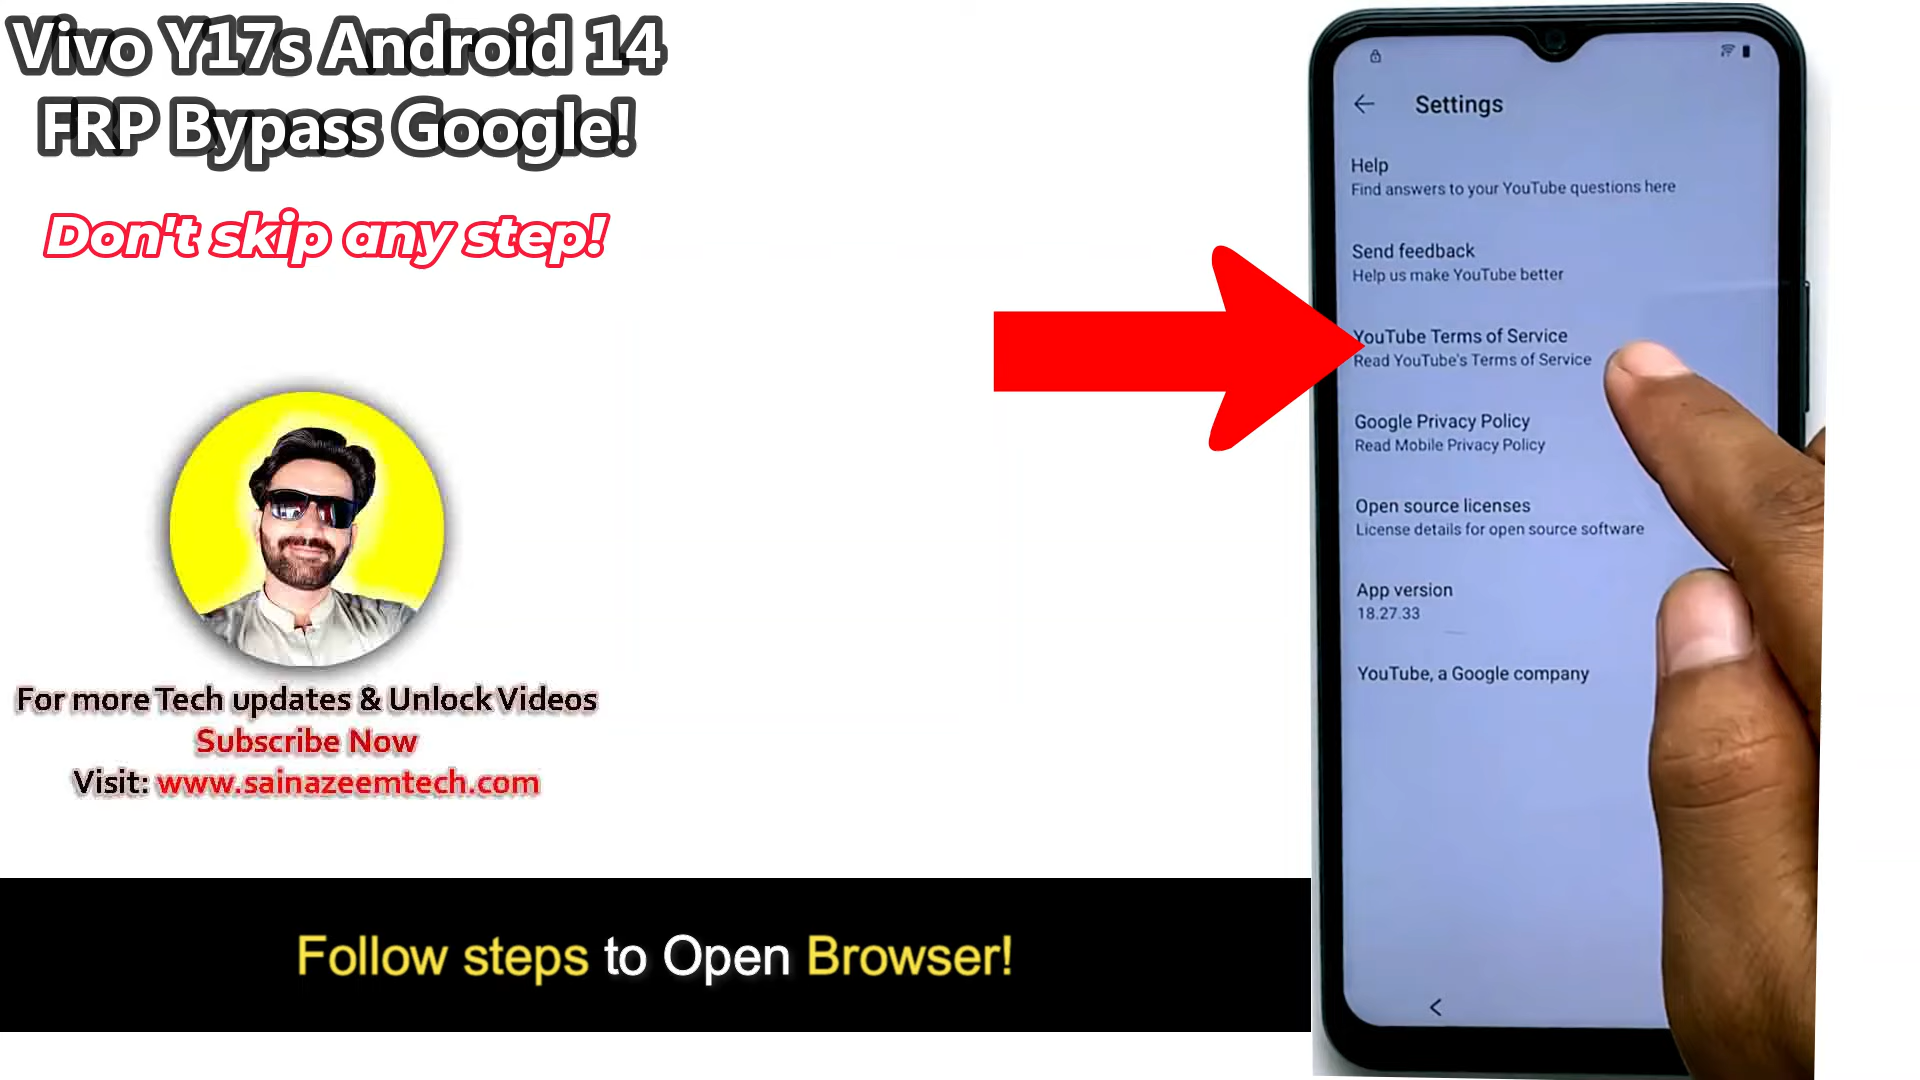 Vivo Y17s Android 14
FRP Bypass Google!
Don't skip any step!
For more Tech updates & Unlock Videos
Subscribe Now
Visit: www.sainazeemtech.com
Follow steps to Open Browser!
Settings
Help
Find answers to your YouTube questions here
Send feedback
Help us make YouTube better
YouTube Terms of Service
Read YouTube's Terms of Service
Google Privacy Policy
Read Mobile Privacy Policy
Open source licenses
License details for open source software
App version
18.27.33
YouTube, a Google company